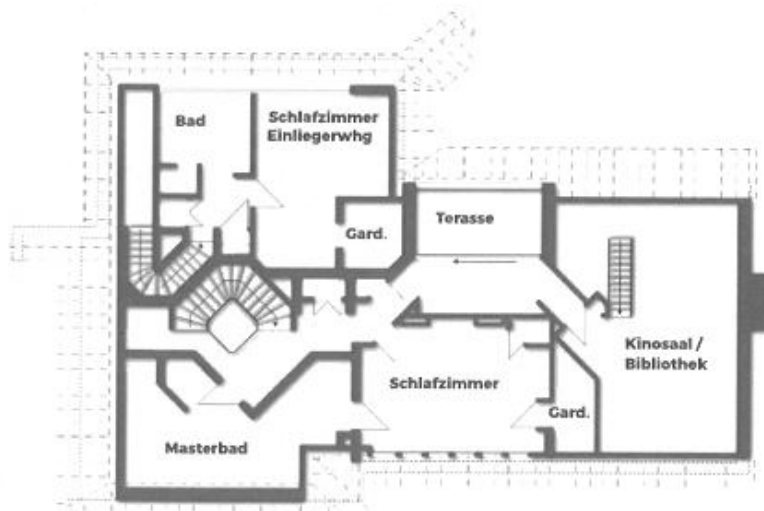 Bad
Schlafzimmer
Einliegerwhg
Gard.
Terasse
Kinosaal /
Bibliothek
Schlafzimmer
Gard.
Masterbad